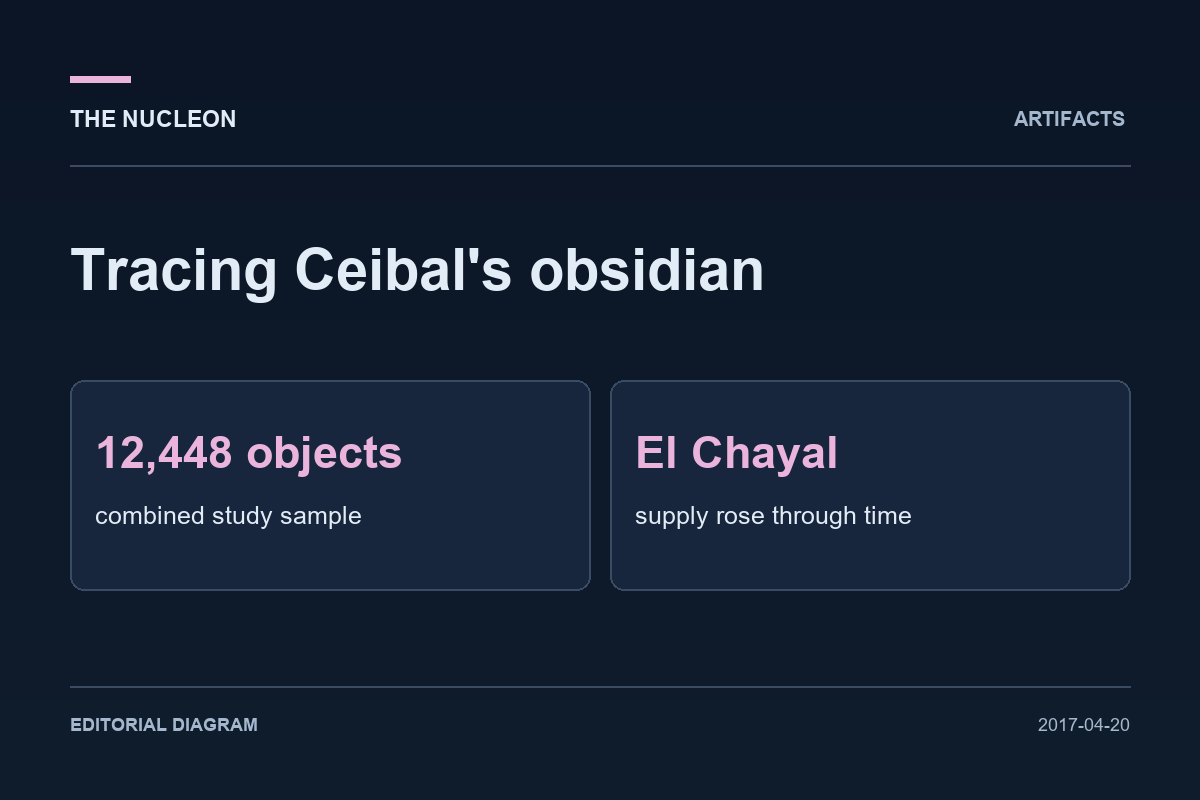 THE NUCLEON
ARTIFACTS
Tracing Ceibal's obsidian
12,448 objects
combined study sample
El Chayal
supply rose through time
EDITORIAL DIAGRAM
2017-04-20